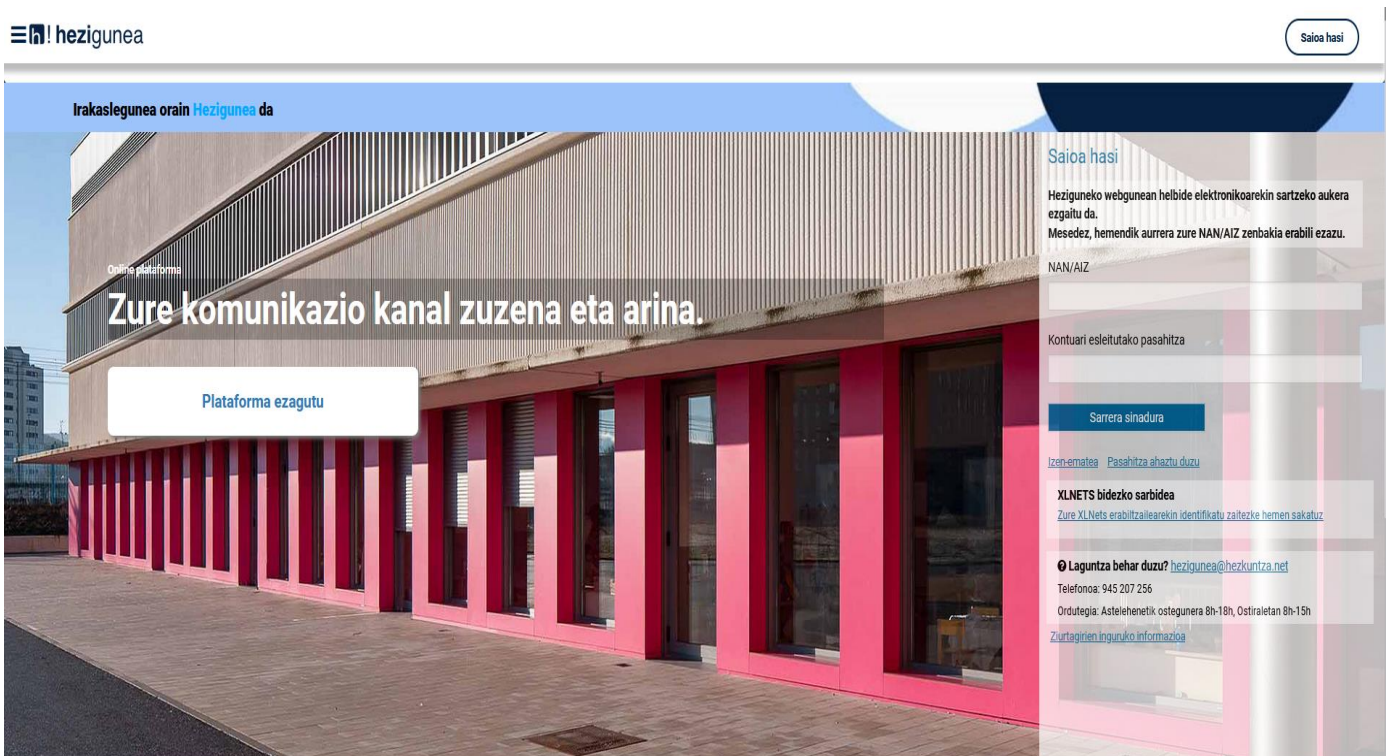 h! hezigunea
Saioa hasi
Irakaslegunea orain Hezigunea da
Online plataforma
Zure komunikazio kanal zuzena eta arina.
Plataforma ezagutu
Saioa hasi
Heziguneko webgunean helbide elektronikoarekin sartzeko aukera
ezgaitu da.
Mesedez, hemendik aurrera zure NAN/AIZ zenbakia erabili ezazu.
NAN/AIZ
Kontuari esleitutako pasahitza
Sarrera sinadura
Izen-ematea Pasahitza ahaztu duzu
XLNETS bidezko sarbidea
Zure XLNets erabiltzailearekin identifikatu zaitezke hemen sakatuz
Laguntza behar duzu? hezigunea@hezkuntza.net
Telefonoa: 945 207 256
Ordutegia: Astelehenetik ostegunera 8h-18h, Ostiraletan 8h-15h
Ziurtagirien inguruko informazioa